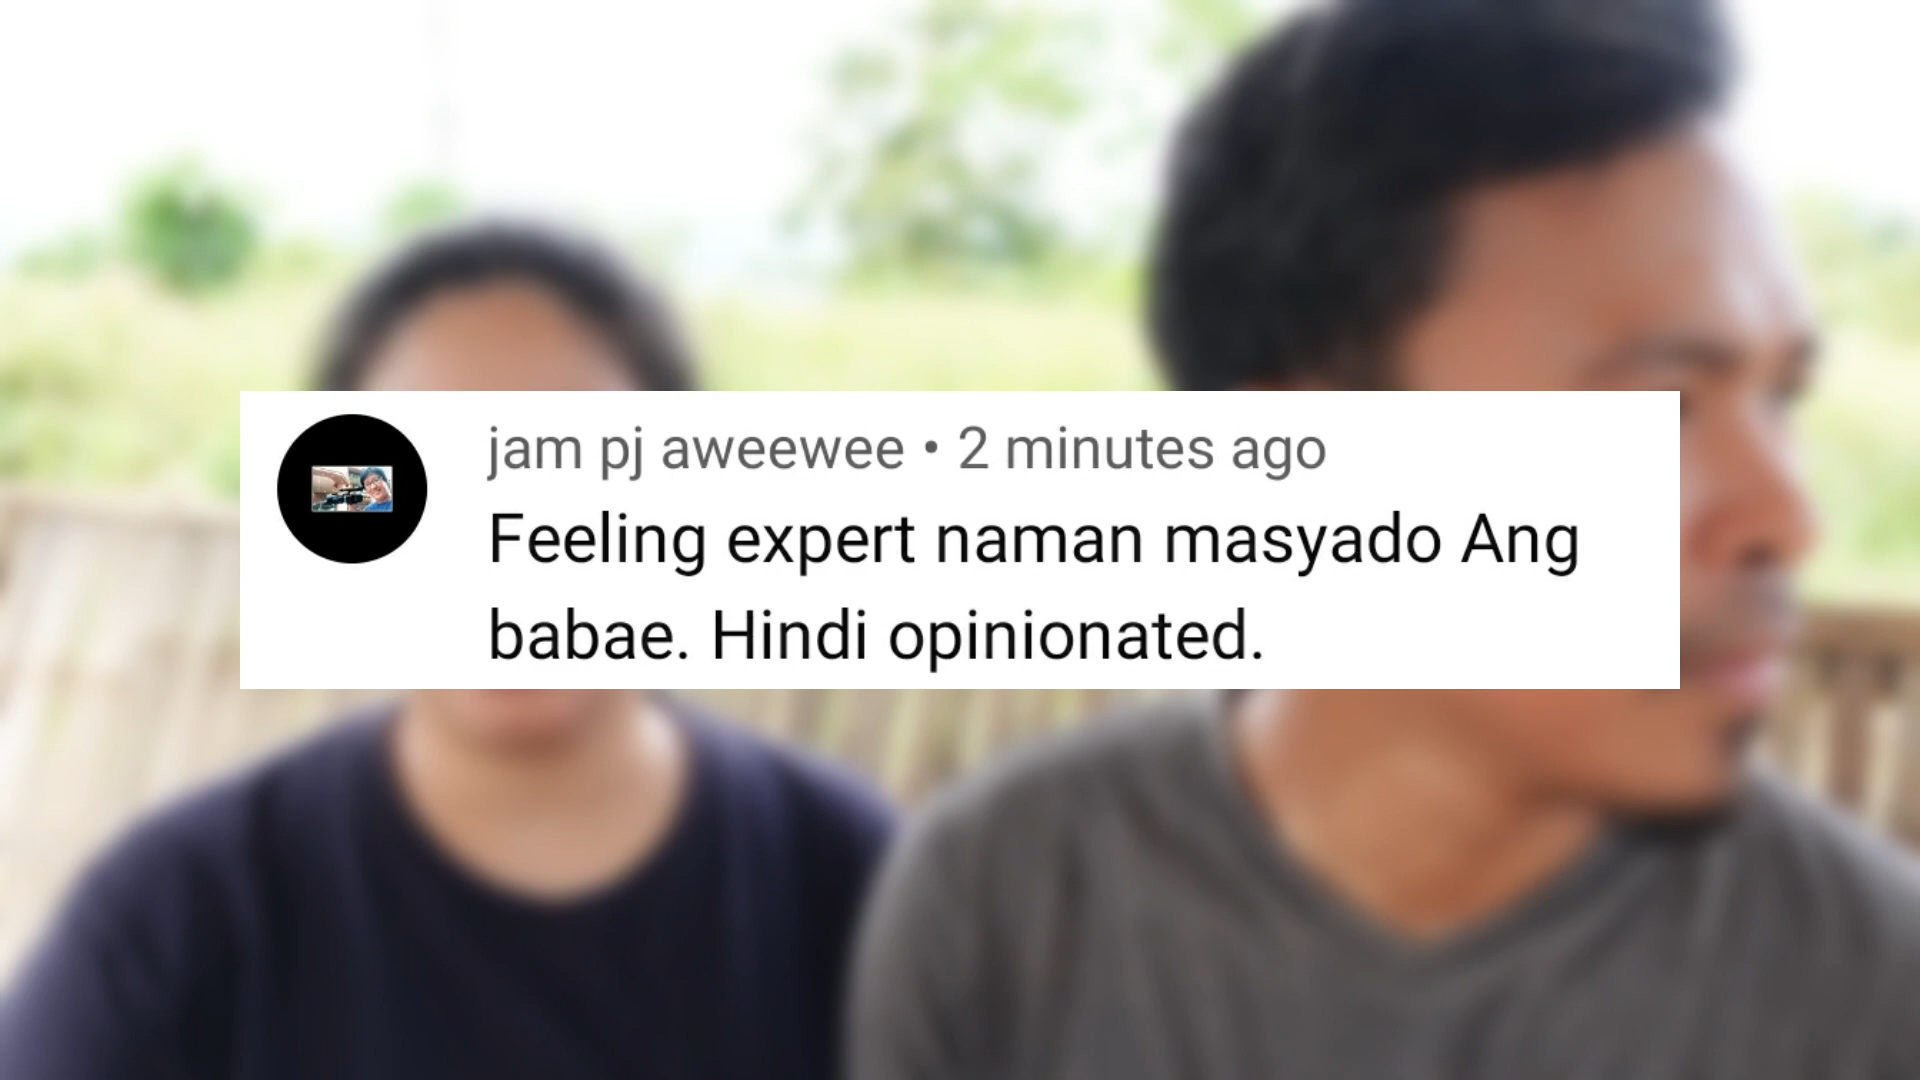 jam pj aweewee • 2 minutes ago
Feeling expert naman masyado Ang
babae. Hindi opinionated.